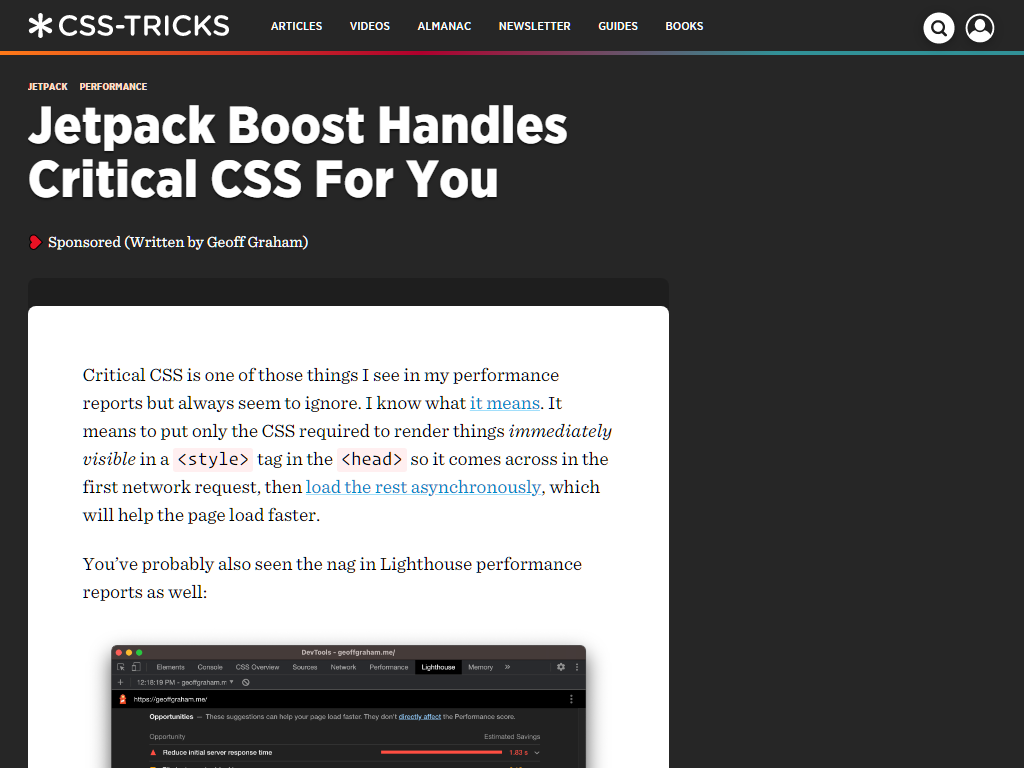 CSS-TRICKS
ARTICLES VIDEOS ALMANAC NEWSLETTER GUIDES BOOKS
JETPACK PERFORMANCE
Jetpack Boost Handles
Critical CSS For You
Sponsored (Written by Geoff Graham)
Critical CSS is one of those things I see in my performance
reports but always seem to ignore. I know what it means. It
means to put only the CSS required to render things immediately
visible in a <style> tag in the <head> so it comes across in the
first network request, then load the rest asynchronously, which
will help the page load faster.
You’ve probably also seen the nag in Lighthouse performance
reports as well:
DevTools - geoffgraham.me/
Elements Console CSS Overview Sources Network Performance Lighthouse Memory »
+ 12:18:19 PM - geoffgraham.m
https://geoffgraham.me/
Opportunities — These suggestions can help your page load faster. They don't directly affect the Performance score.
Opportunity Estimated Savings
Reduce initial server response time 1.83 s